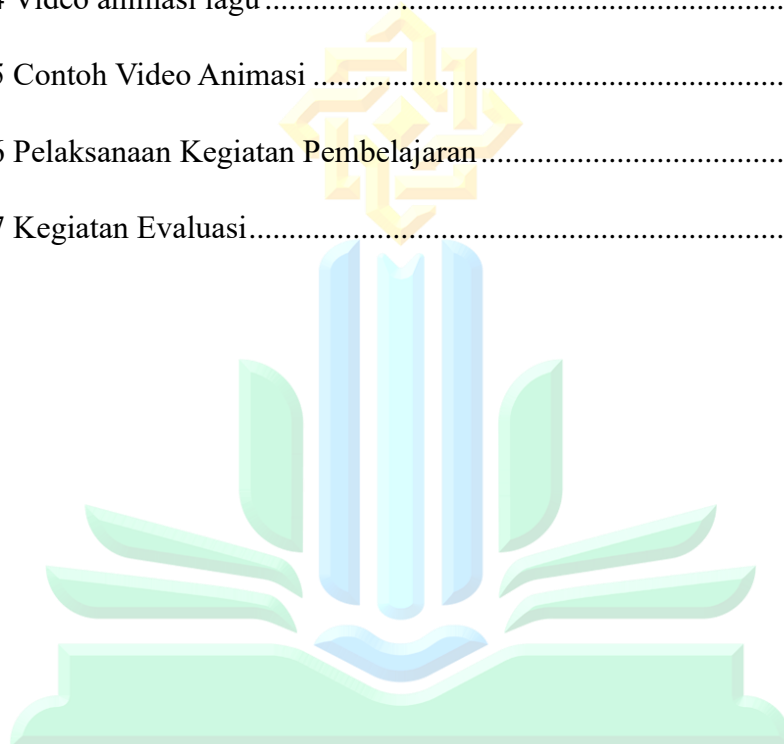 4 Video animasi lagu..................................................................
5 Contoh Video Animasi ...........................................................
6 Pelaksanaan Kegiatan Pembelajaran......................................
7 Kegiatan Evaluasi....................................................................